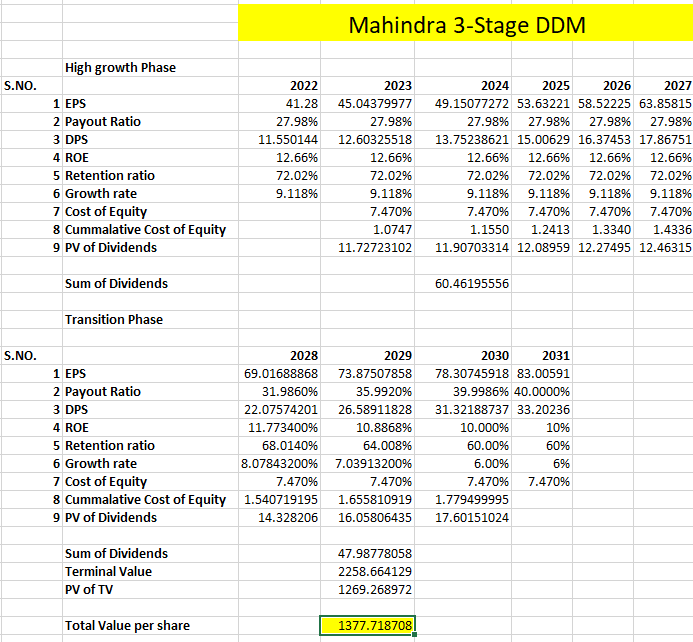 Mahindra 3-Stage DDM
High growth Phase
S.NO. 2022 2023 2024 2025 2026 2027
1 EPS 41.28 45.04379977 49.15077272 53.63221 58.52225 63.85815
2 Payout Ratio 27.98% 27.98% 27.98% 27.98% 27.98% 27.98%
3 DPS 11.550144 12.60325518 13.75238621 15.00629 16.37453 17.86751
4 ROE 12.66% 12.66% 12.66% 12.66% 12.66% 12.66%
5 Retention ratio 72.02% 72.02% 72.02% 72.02% 72.02% 72.02%
6 Growth rate 9.118% 9.118% 9.118% 9.118% 9.118% 9.118%
7 Cost of Equity 7.470% 7.470% 7.470% 7.470% 7.470%
8 Cummalative Cost of Equity 1.0747 1.1550 1.2413 1.3340 1.4336
9 PV of Dividends 11.72723102 11.90703314 12.08959 12.27495 12.46315
Sum of Dividends 60.46195556
Transition Phase
S.NO. 2028 2029 2030 2031
1 EPS 69.01688868 73.87507858 78.30745918 83.00591
2 Payout Ratio 31.9860% 35.9920% 39.9986% 40.0000%
3 DPS 22.07574201 26.58911828 31.32188737 33.20236
4 ROE 11.773400% 10.8868% 10.000% 10%
5 Retention ratio 68.0140% 64.008% 60.00% 60%
6 Growth rate 8.07843200% 7.03913200% 6.00% 6%
7 Cost of Equity 7.470% 7.470% 7.470% 7.470%
8 Cummalative Cost of Equity 1.540719195 1.655810919 1.779499995
9 PV of Dividends 14.328206 16.05806435 17.60151024
Sum of Dividends 47.98778058
Terminal Value 2258.664129
PV of TV 1269.268972
Total Value per share 1377.718708